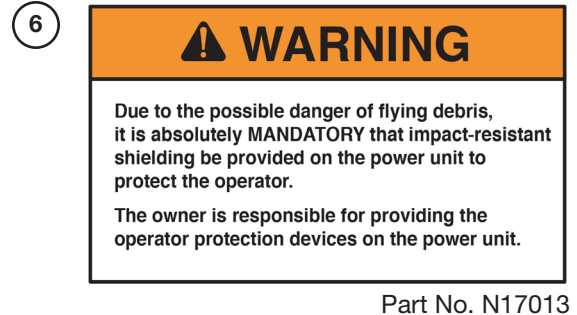 6
WARNING
Due to the possible danger of flying debris,
it is absolutely MANDATORY that impact-resistant
shielding be provided on the power unit to
protect the operator.
The owner is responsible for providing the
operator protection devices on the power unit.
Part No. N17013